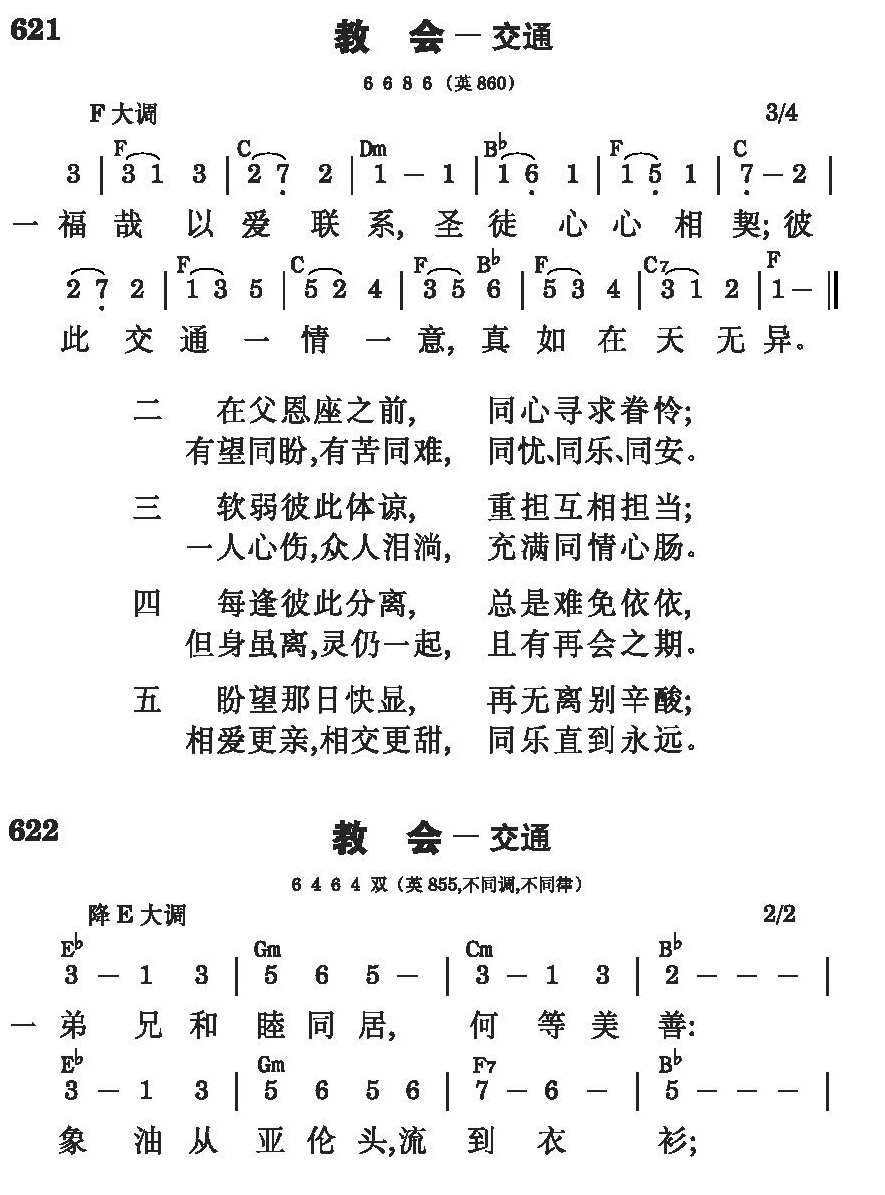 621
教 会 — 交通
6 6 8 6 (英860)
F大调 3/4
F C Dm B♭ F C
3 | 3 1 3 | 2 7 2 | 1 - 1 | 1 6 1 | 1 5 1 | 7 - 2 |
一 福哉 以爱联系, 圣徒心心相契; 彼
F C F B♭ F C7 F
2 7 2 | 1 3 5 | 5 2 4 | 3 5 6 | 5 3 4 | 3 1 2 | 1 - ||
此交通一情一意, 真如在天无异。
二 在父恩座之前, 同心寻求眷怜;
有望同盼,有苦同难, 同忧、同乐、同安。
三 软弱彼此体谅, 重担互相担当;
一人心伤,众人泪淌, 充满同情心肠。
四 每逢彼此分离, 总是难免依依,
但身虽离,灵仍一起, 且有再会之期。
五 盼望那日快显, 再无离别辛酸;
相爱更亲,相交更甜, 同乐直到永远。
622
教 会 — 交通
6 4 6 4 双 (英855,不同调,不同律)
降E大调 2/2
E♭ Gm Cm B♭
3 - 1 3 | 5 6 5 - | 3 - 1 3 | 2 - - - |
一 弟兄和睦同居, 何等美善:
E♭ Gm F7 B♭
3 - 1 3 | 5 6 5 6 | 7 - 6 - | 5 - - - |
象油从亚伦头,流到衣衫;